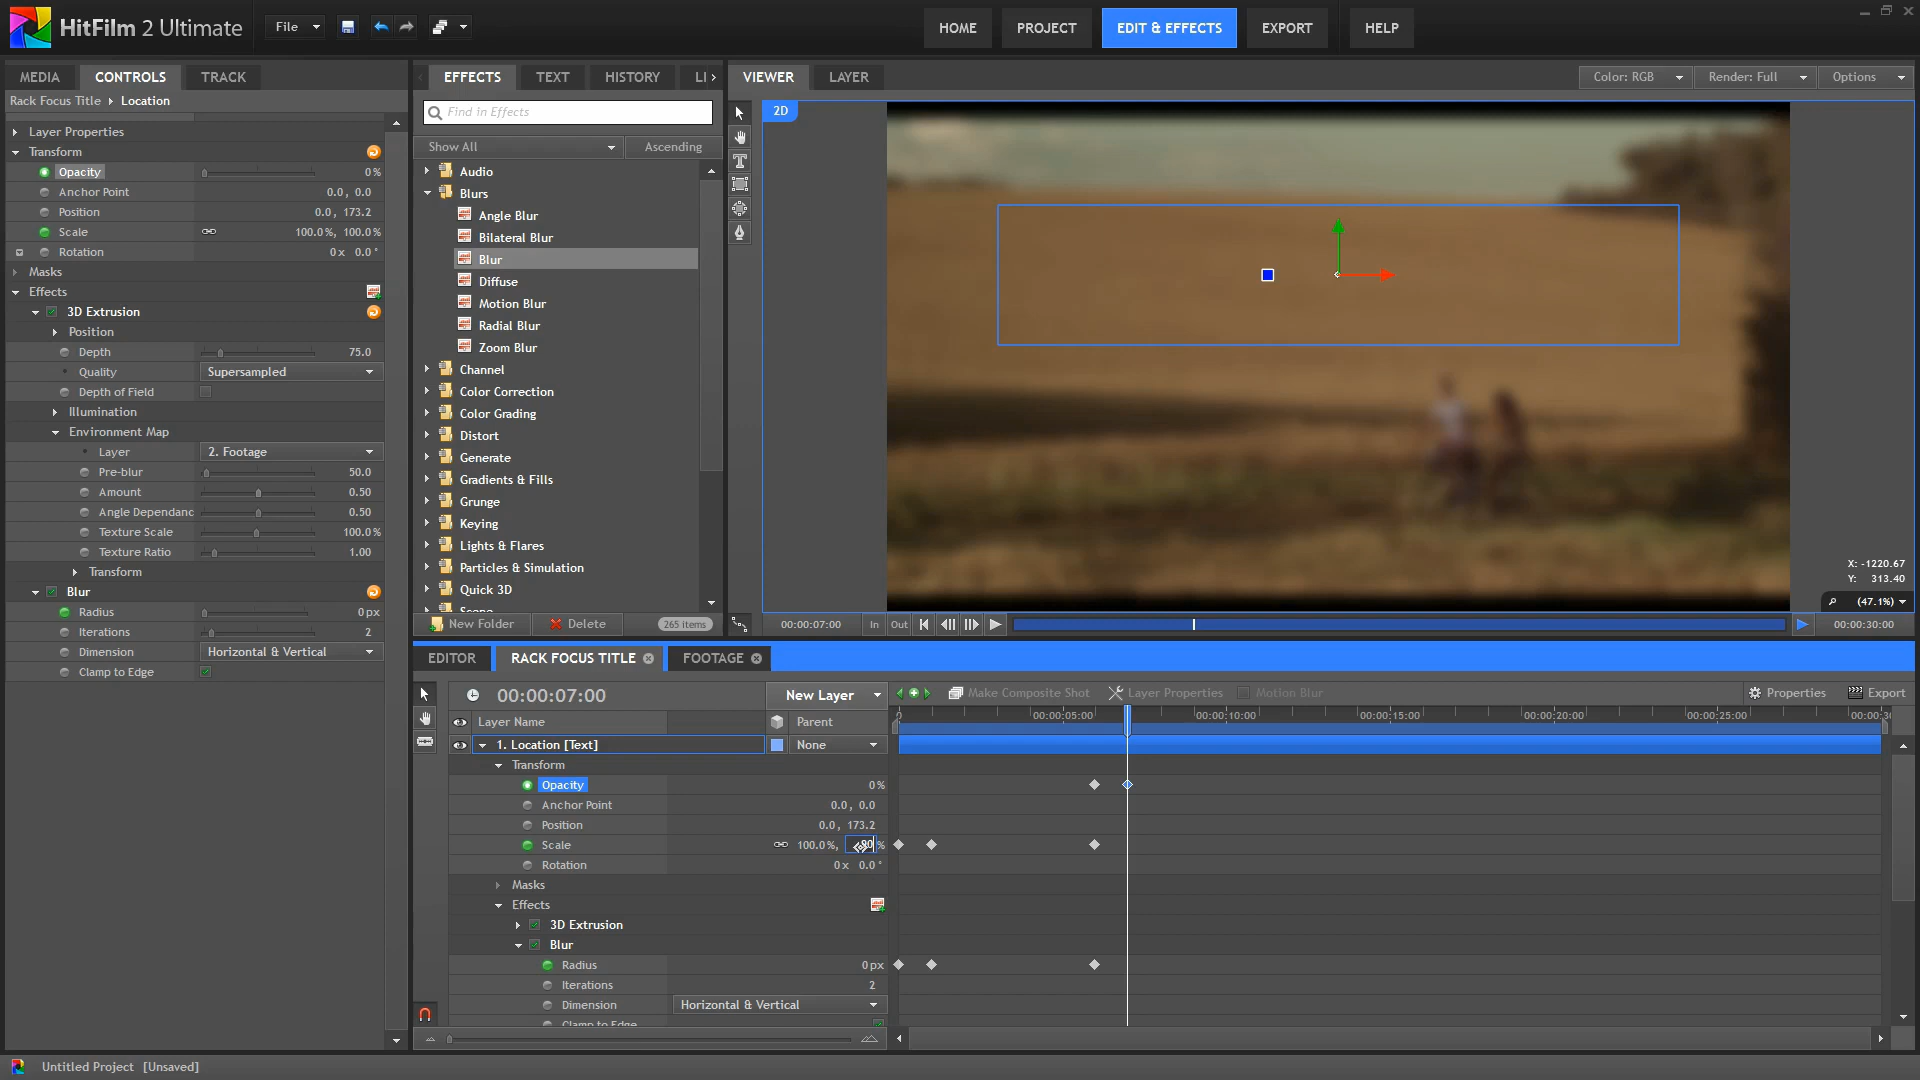 HitFilm 2 Ultimate
File
HOME
PROJECT
EDIT & EFFECTS
EXPORT
HELP
MEDIA
CONTROLS
TRACK
Rack Focus Title
Location
Layer Properties
Transform
Opacity 0%
Anchor Point 0.0, 0.0
Position 0.0, 173.2
Scale 100.0%, 100.0%
Rotation 0x 0.0°
Masks
Effects
3D Extrusion
Position
Depth 75.0
Quality Supersampled
Depth of Field
Illumination
Environment Map
Layer 2. Footage
Pre-blur 50.0
Amount 0.50
Angle Dependanc 0.50
Texture Scale 100.0%
Texture Ratio 1.00
Transform
Blur
Radius 0px
Iterations 2
Dimension Horizontal & Vertical
Clamp to Edge
EFFECTS
TEXT
HISTORY
LI
Find in Effects
Show All
Ascending
Audio
Blurs
Angle Blur
Bilateral Blur
Blur
Diffuse
Motion Blur
Radial Blur
Zoom Blur
Channel
Color Correction
Color Grading
Distort
Generate
Gradients & Fills
Grunge
Keying
Lights & Flares
Particles & Simulation
Quick 3D
Scope
New Folder
Delete
265 items
VIEWER
LAYER
Color: RGB
Render: Full
Options
2D
X: -1220.67
Y: 313.40
(47.1%)
00:00:07:00
In
Out
00:00:30:00
EDITOR
RACK FOCUS TITLE
FOOTAGE
00:00:07:00
New Layer
Make Composite Shot
Layer Properties
Motion Blur
Properties
Export
Layer Name
Parent
0
00:00:05:00
00:00:10:00
00:00:15:00
00:00:20:00
00:00:25:00
1. Location [Text]
None
Transform
Opacity 0%
Anchor Point 0.0, 0.0
Position 0.0, 173.2
Scale 100.0%, %
Rotation 0x 0.0°
Masks
Effects
3D Extrusion
Blur
Radius 0px
Iterations 2
Dimension Horizontal & Vertical
Clamp to Edge
Untitled Project [Unsaved]